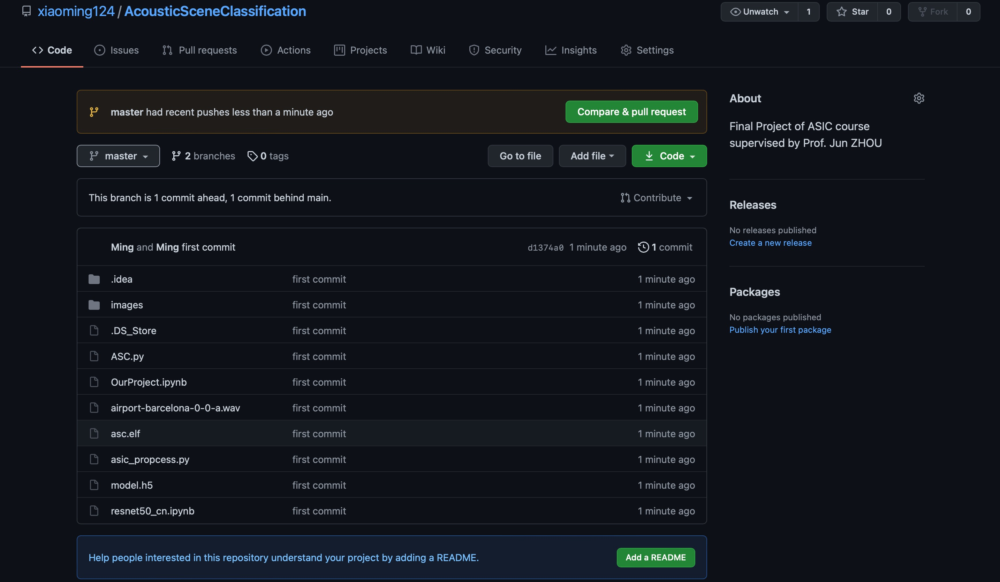 xiaoming124 / AcousticSceneClassification
Unwatch 1 Star 0 Fork 0
Code Issues Pull requests Actions Projects Wiki Security Insights Settings
master had recent pushes less than a minute ago
Compare & pull request
master 2 branches 0 tags Go to file Add file Code
This branch is 1 commit ahead, 1 commit behind main. Contribute
Ming and Ming first commit d1374a0 1 minute ago 1 commit
.idea first commit 1 minute ago
images first commit 1 minute ago
.DS_Store first commit 1 minute ago
ASC.py first commit 1 minute ago
OurProject.ipynb first commit 1 minute ago
airport-barcelona-0-0-a.wav first commit 1 minute ago
asc.elf first commit 1 minute ago
asic_propcess.py first commit 1 minute ago
model.h5 first commit 1 minute ago
resnet50_cn.ipynb first commit 1 minute ago
Help people interested in this repository understand your project by adding a README. Add a README
About
Final Project of ASIC course
supervised by Prof. Jun ZHOU
Releases
No releases published
Create a new release
Packages
No packages published
Publish your first package